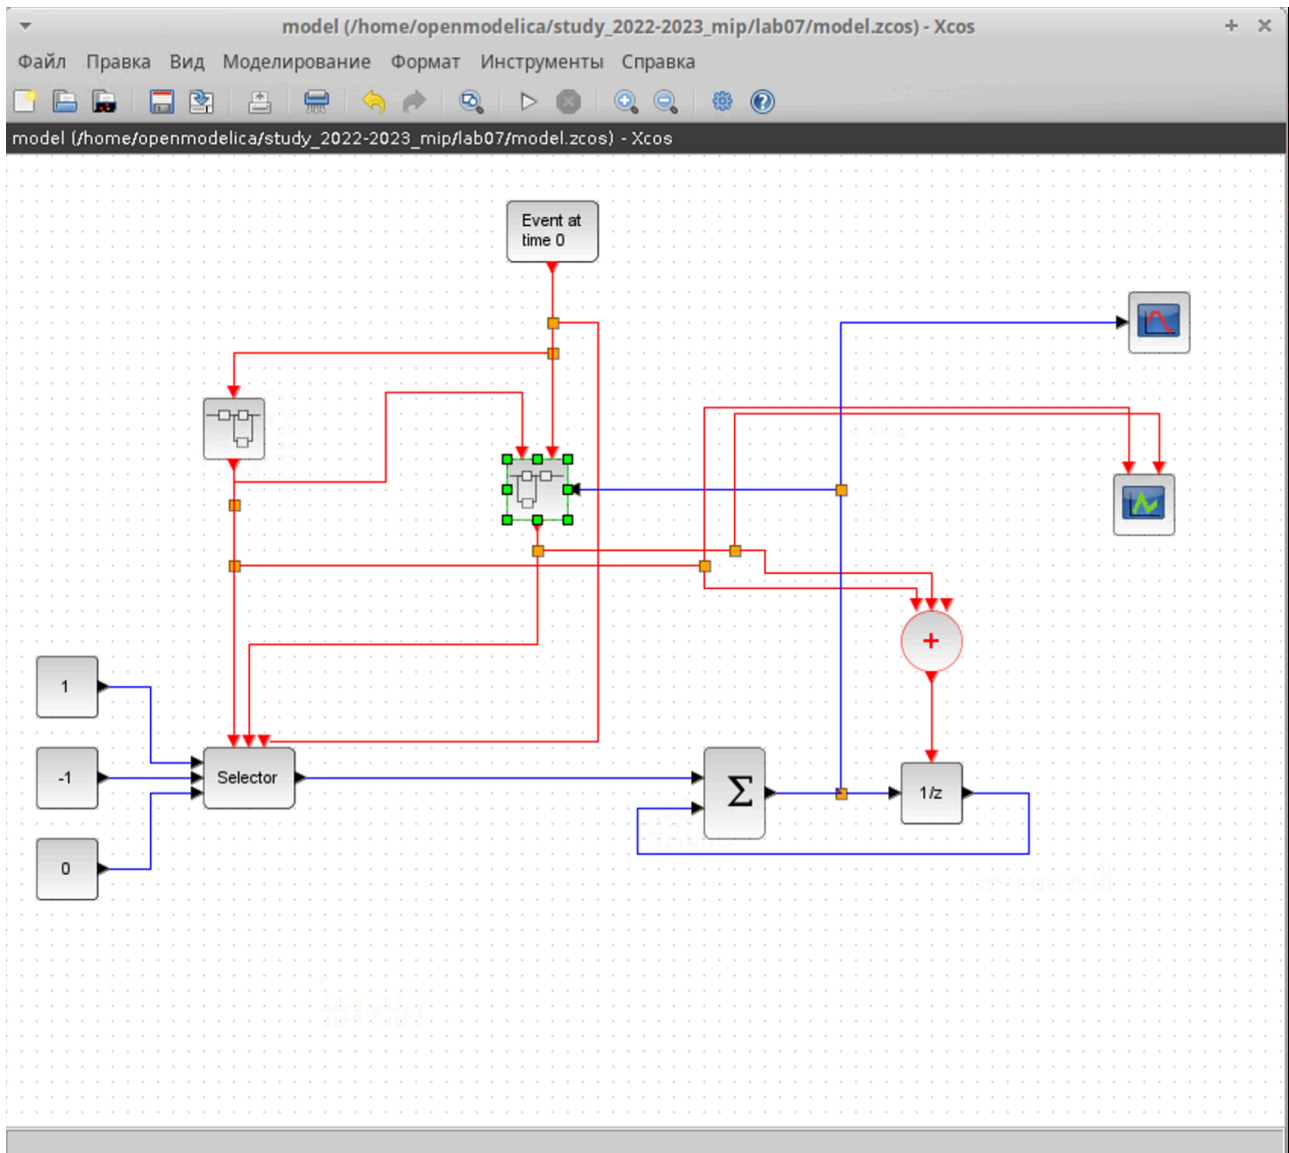 model (/home/openmodelica/study_2022-2023_mip/lab07/model.zcos) - Xcos
Файл Правка Вид Моделирование Формат Инструменты Справка
model (/home/openmodelica/study_2022-2023_mip/lab07/model.zcos) - Xcos
Event at
time 0
+
1
-1
Selector
Σ
1/z
0